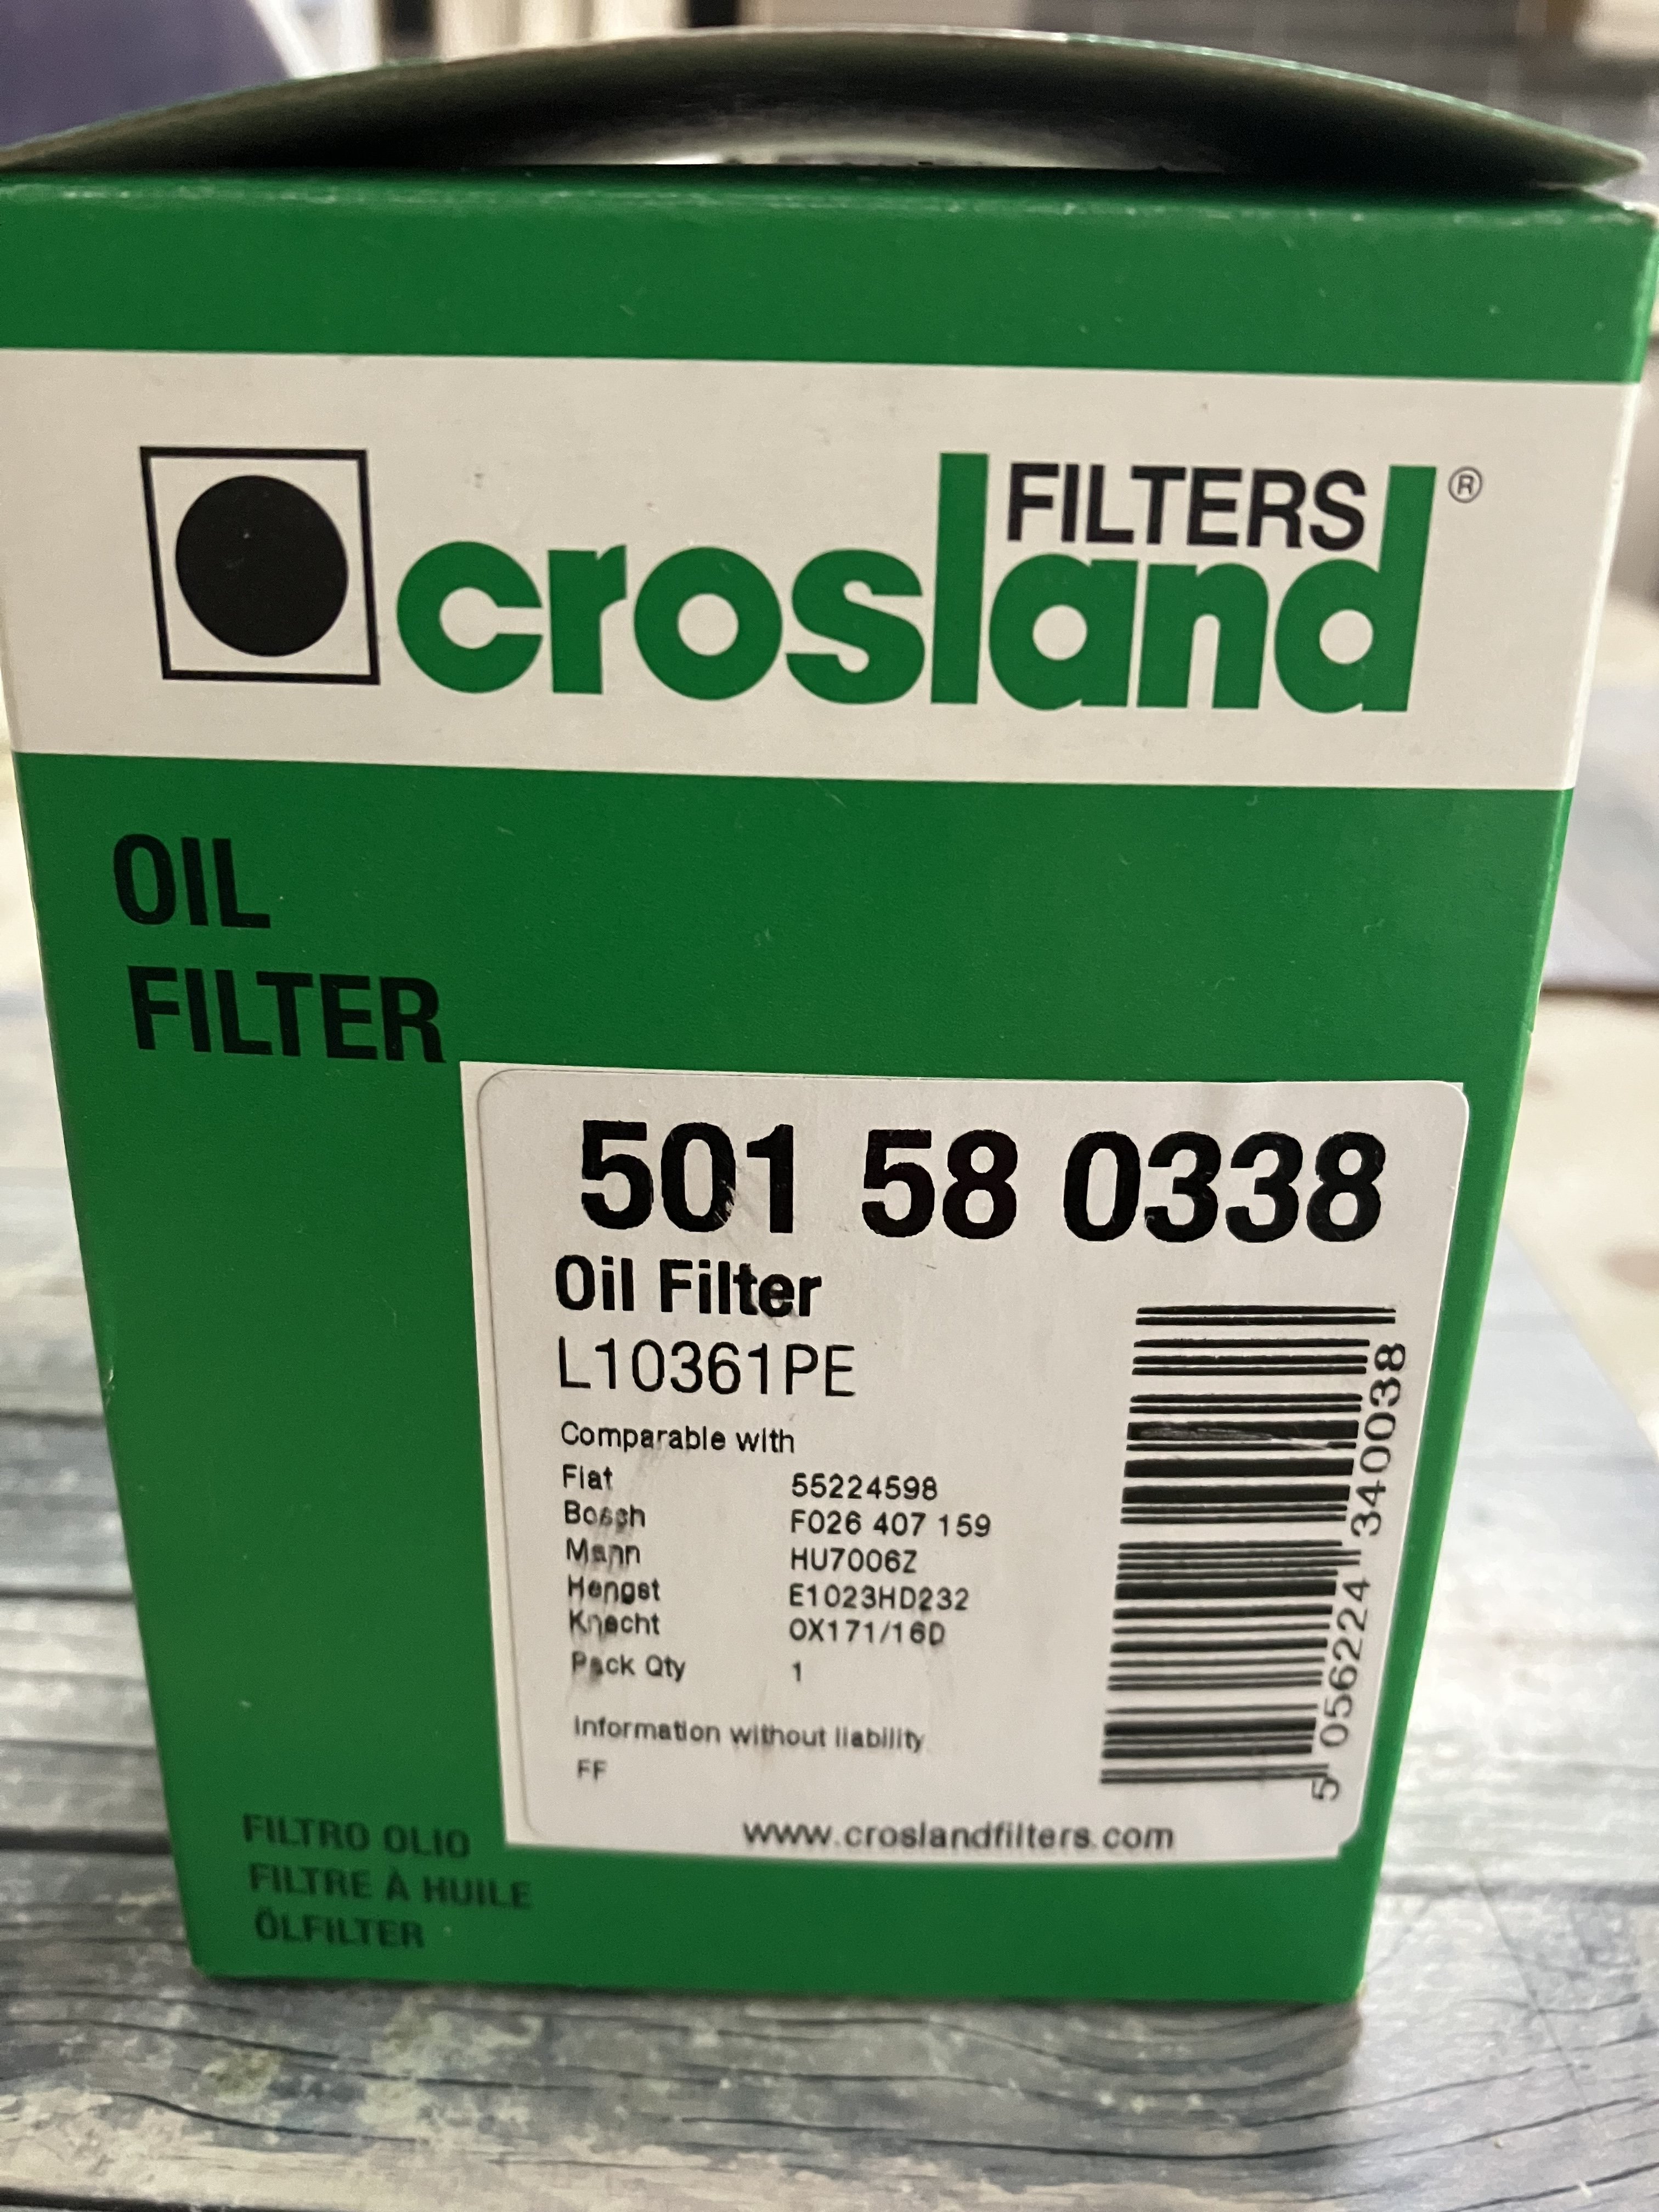 FILTERS
crosland®
OIL
FILTER
501 58 0338
Oil Filter
L10361PE
Comparable with
Fiat 55224598
Bosch F026 407 159
Mann HU7006Z
Hengst E1023HD232
Knecht OX171/16D
Pack Qty 1
Information without liability
FF
www.croslandfilters.com
5 056224 340038
FILTRO OLIO
FILTRE À HUILE
ÖLFILTER